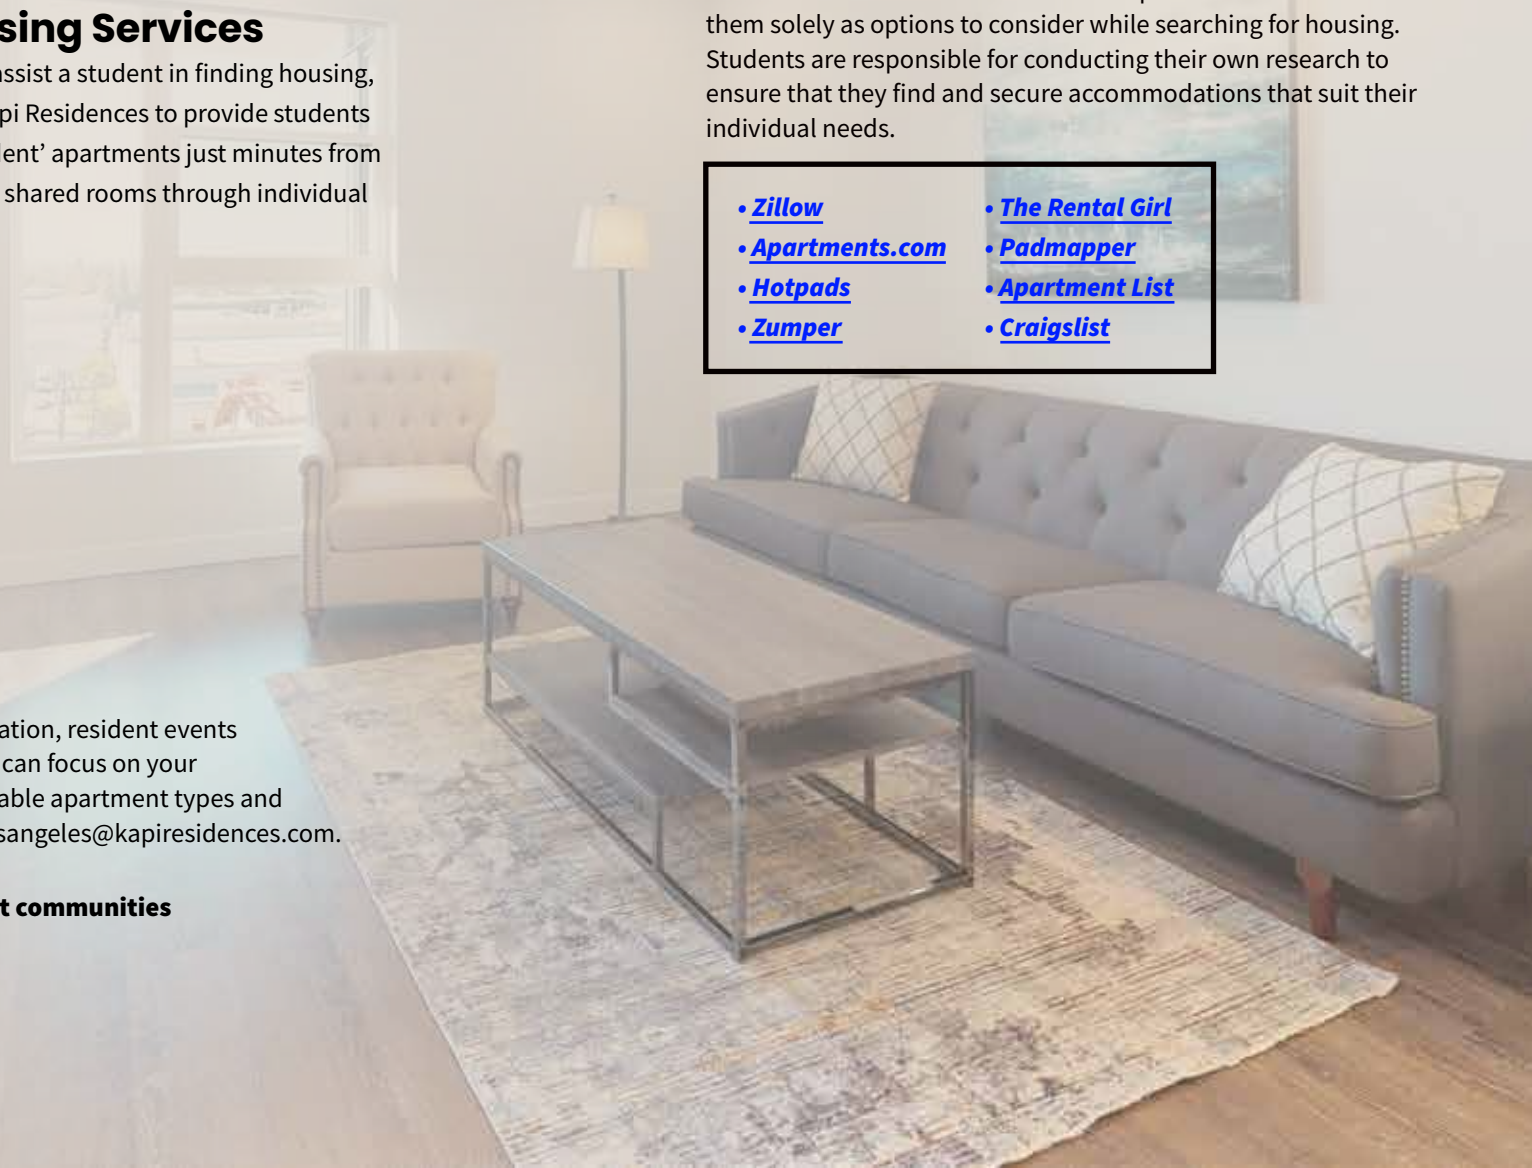 sing Services
assist a student in finding housing,
pi Residences to provide students
lent’ apartments just minutes from
shared rooms through individual
ation, resident events
can focus on your
able apartment types and
sangeles@kapiresidences.com.
t communities
them solely as options to consider while searching for housing.
Students are responsible for conducting their own research to
ensure that they find and secure accommodations that suit their
individual needs.
• Zillow
• Apartments.com
• Hotpads
• Zumper
• The Rental Girl
• Padmapper
• Apartment List
• Craigslist